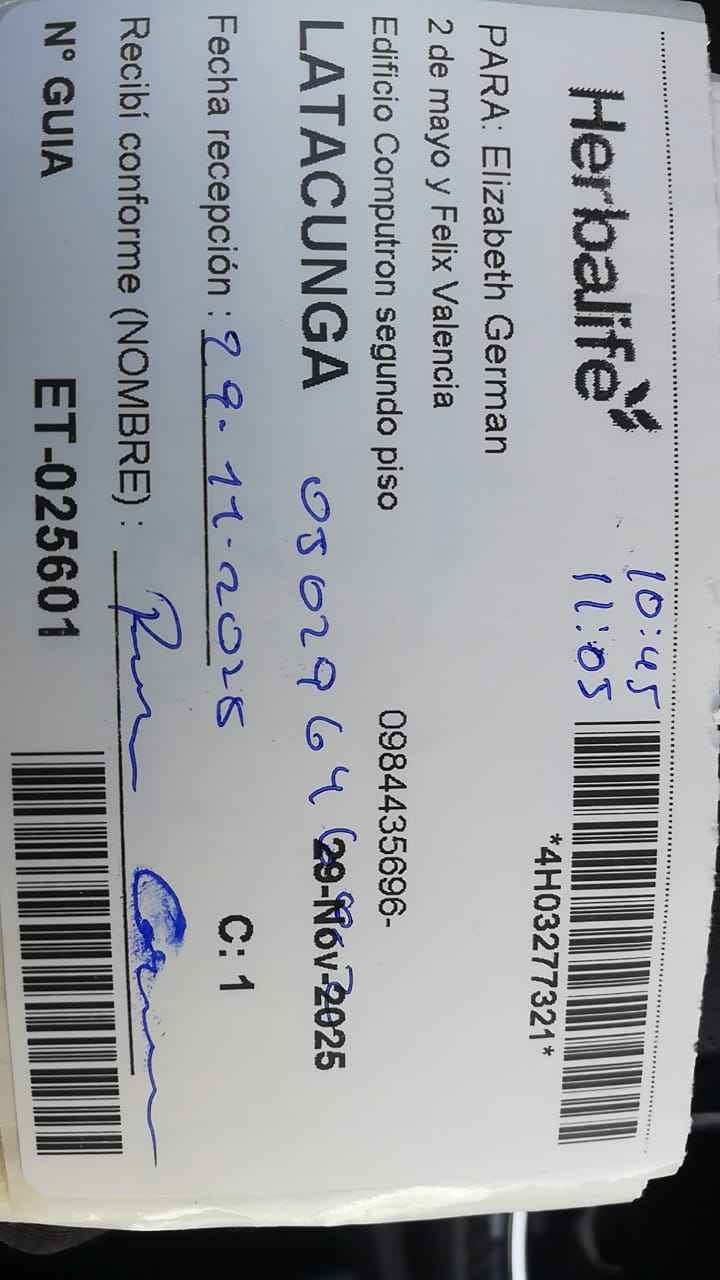 Herbalife
10:45
11:05
*4H03277321*
PARA: Elizabeth German
2 de mayo y Felix Valencia
Edificio Computron segundo piso
0984435696-
LATACUNGA
29-Nov-2025
Fecha recepción : 29-11-2025
C: 1
Recibí conforme (NOMBRE) :
N° GUIA ET-025601